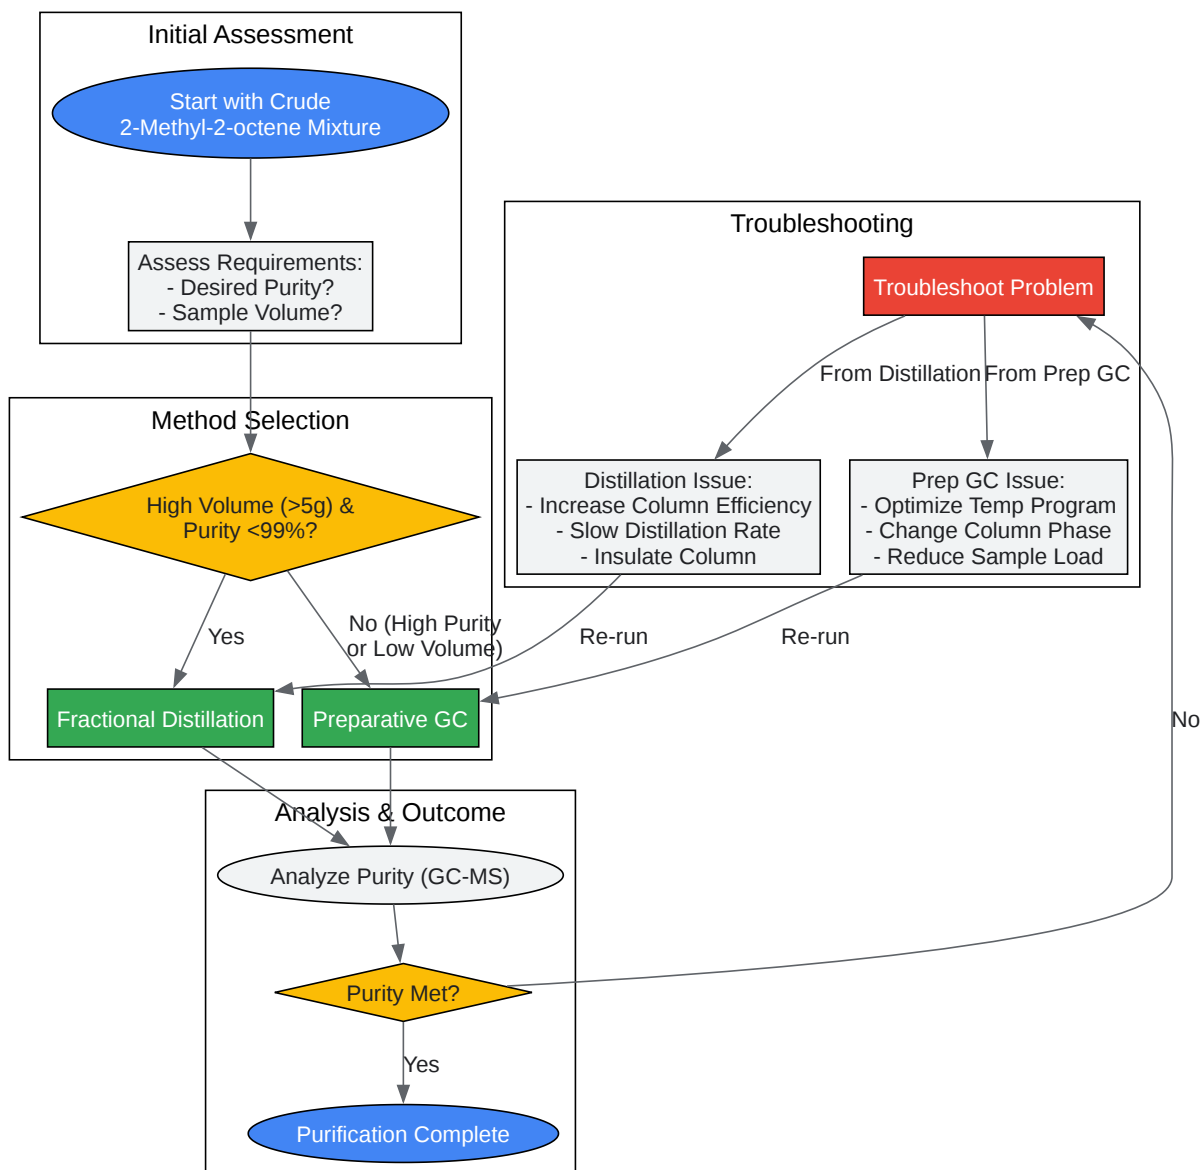 Initial Assessment
Start with Crude
2-Methyl-2-octene Mixture
Assess Requirements:
- Desired Purity?
- Sample Volume?
Troubleshooting
Troubleshoot Problem
From Distillation
From Prep GC
Distillation Issue:
- Increase Column Efficiency
- Slow Distillation Rate
- Insulate Column
Prep GC Issue:
- Optimize Temp Program
- Change Column Phase
- Reduce Sample Load
Re-run
Re-run
Method Selection
High Volume (>5g) &
Purity <99%?
Yes
No (High Purity
or Low Volume)
Fractional Distillation
Preparative GC
No
Analysis & Outcome
Analyze Purity (GC-MS)
Purity Met?
Yes
Purification Complete